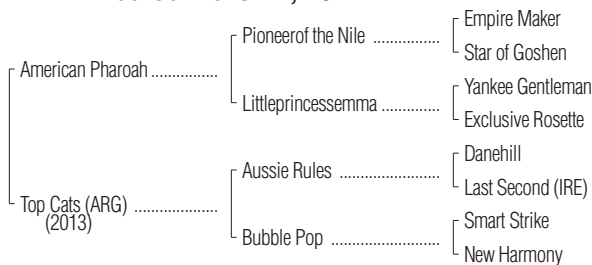 Pioneerof the Nile ................
Empire Maker
Star of Goshen
American Pharoah ................
Littleprincessemma ..............
Yankee Gentleman
Exclusive Rosette
Aussie Rules .......................
Danehill
Last Second (IRE)
Top Cats (ARG) ....................
(2013)
Bubble Pop ..........................
Smart Strike
New Harmony